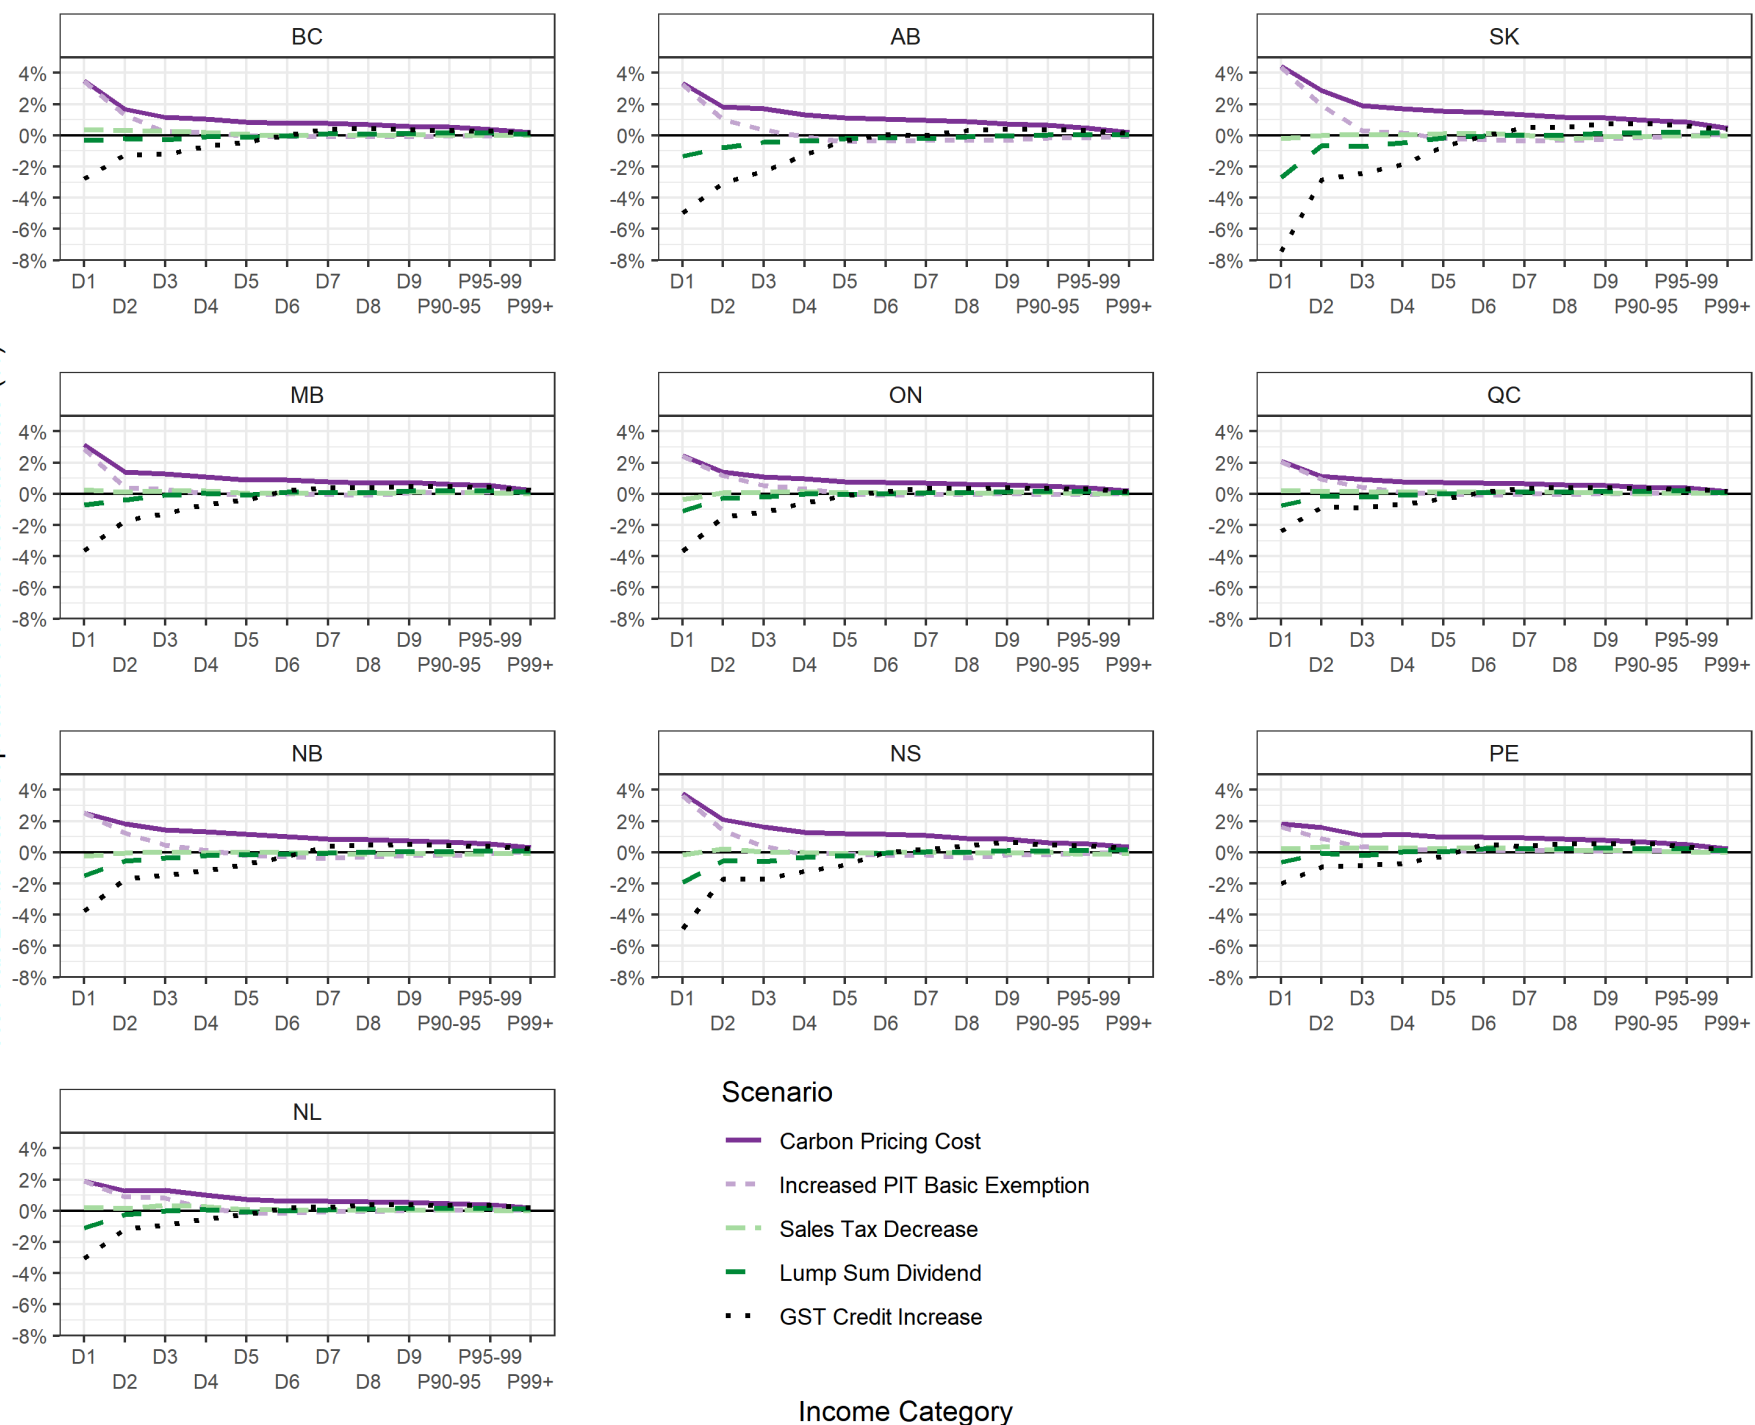 BC
AB
SK
4%
2%
0%
-2%
-4%
-6%
-8%
4%
2%
0%
-2%
-4%
-6%
-8%
4%
2%
0%
-2%
-4%
-6%
-8%
D1 D3 D5 D7 D9 P95-99
D2 D4 D6 D8 P90-95 P99+
D1 D3 D5 D7 D9 P95-99
D2 D4 D6 D8 P90-95 P99+
D1 D3 D5 D7 D9 P95-99
D2 D4 D6 D8 P90-95 P99+
MB
ON
QC
4%
2%
0%
-2%
-4%
-6%
-8%
4%
2%
0%
-2%
-4%
-6%
-8%
4%
2%
0%
-2%
-4%
-6%
-8%
D1 D3 D5 D7 D9 P95-99
D2 D4 D6 D8 P90-95 P99+
D1 D3 D5 D7 D9 P95-99
D2 D4 D6 D8 P90-95 P99+
D1 D3 D5 D7 D9 P95-99
D2 D4 D6 D8 P90-95 P99+
NB
NS
PE
4%
2%
0%
-2%
-4%
-6%
-8%
4%
2%
0%
-2%
-4%
-6%
-8%
4%
2%
0%
-2%
-4%
-6%
-8%
D1 D3 D5 D7 D9 P95-99
D2 D4 D6 D8 P90-95 P99+
D1 D3 D5 D7 D9 P95-99
D2 D4 D6 D8 P90-95 P99+
D1 D3 D5 D7 D9 P95-99
D2 D4 D6 D8 P90-95 P99+
NL
4%
2%
0%
-2%
-4%
-6%
-8%
D1 D3 D5 D7 D9 P95-99
D2 D4 D6 D8 P90-95 P99+
Scenario
Carbon Pricing Cost
Increased PIT Basic Exemption
Sales Tax Decrease
Lump Sum Dividend
GST Credit Increase
Income Category